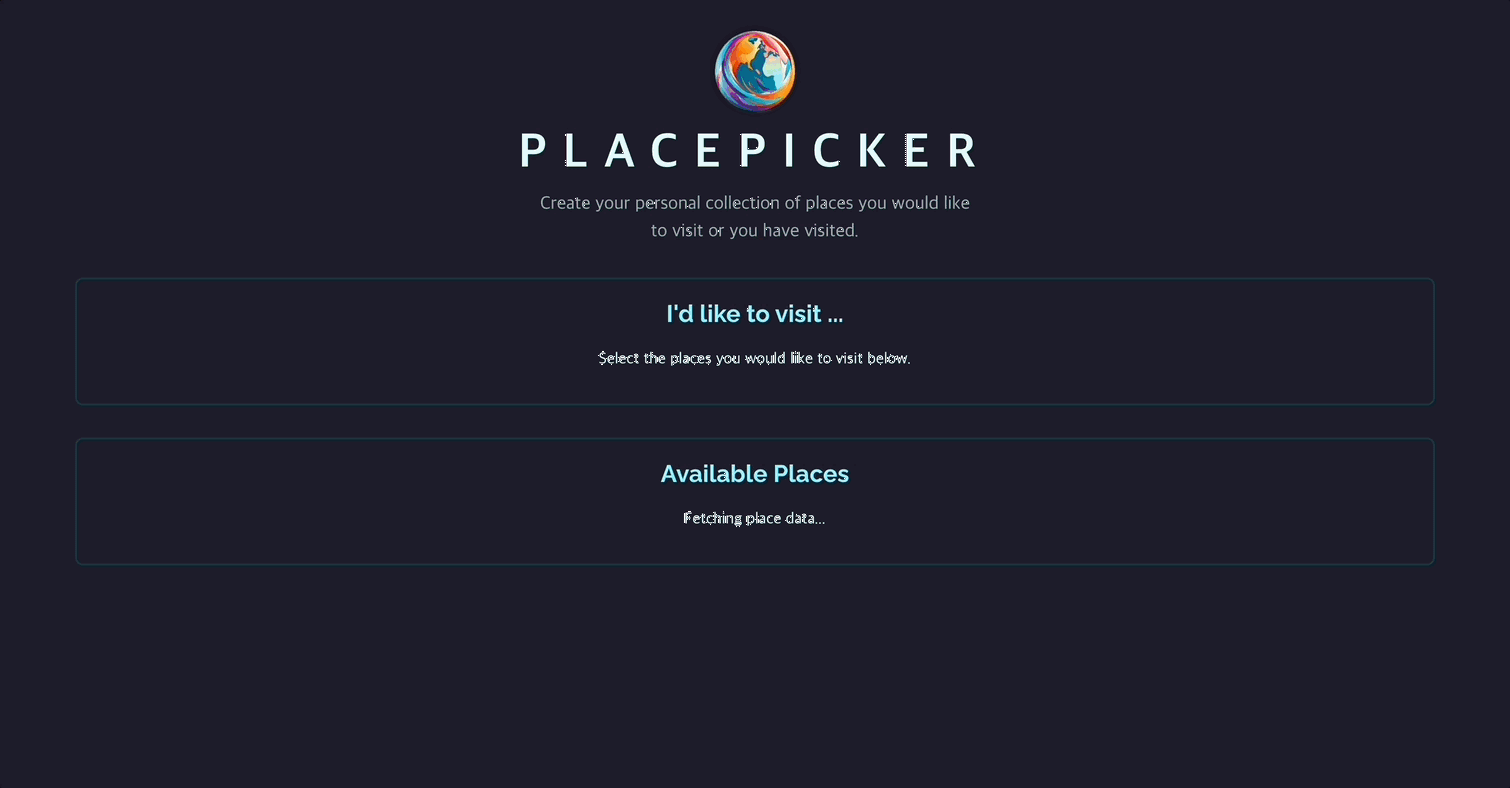 PLACEPICKER
Create your personal collection of places you would like
to visit or you have visited.
I'd like to visit ...
Select the places you would like to visit below.
Available Places
Fetching place data...